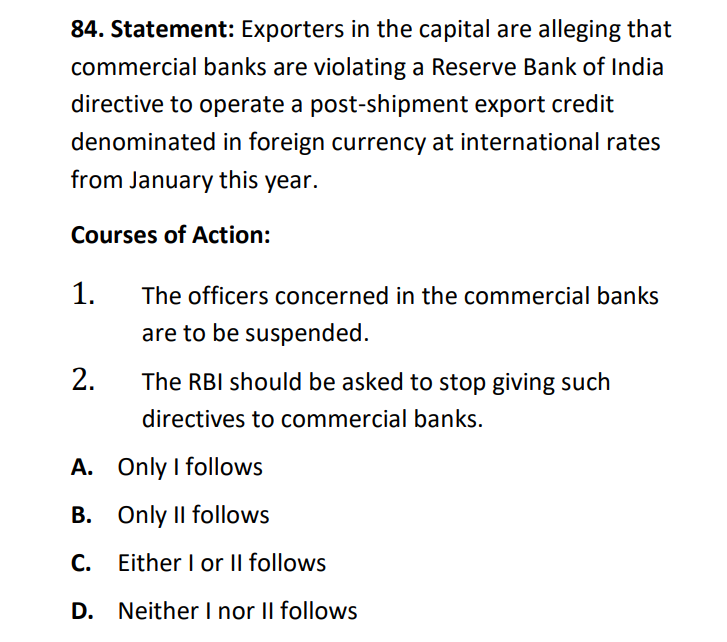 84. Statement: Exporters in the capital are alleging that
commercial banks are violating a Reserve Bank of India
directive to operate a post-shipment export credit
denominated in foreign currency at international rates
from January this year.
Courses of Action:
1. The officers concerned in the commercial banks
are to be suspended.
2. The RBI should be asked to stop giving such
directives to commercial banks.
A. Only I follows
B. Only II follows
C. Either I or II follows
D. Neither I nor II follows